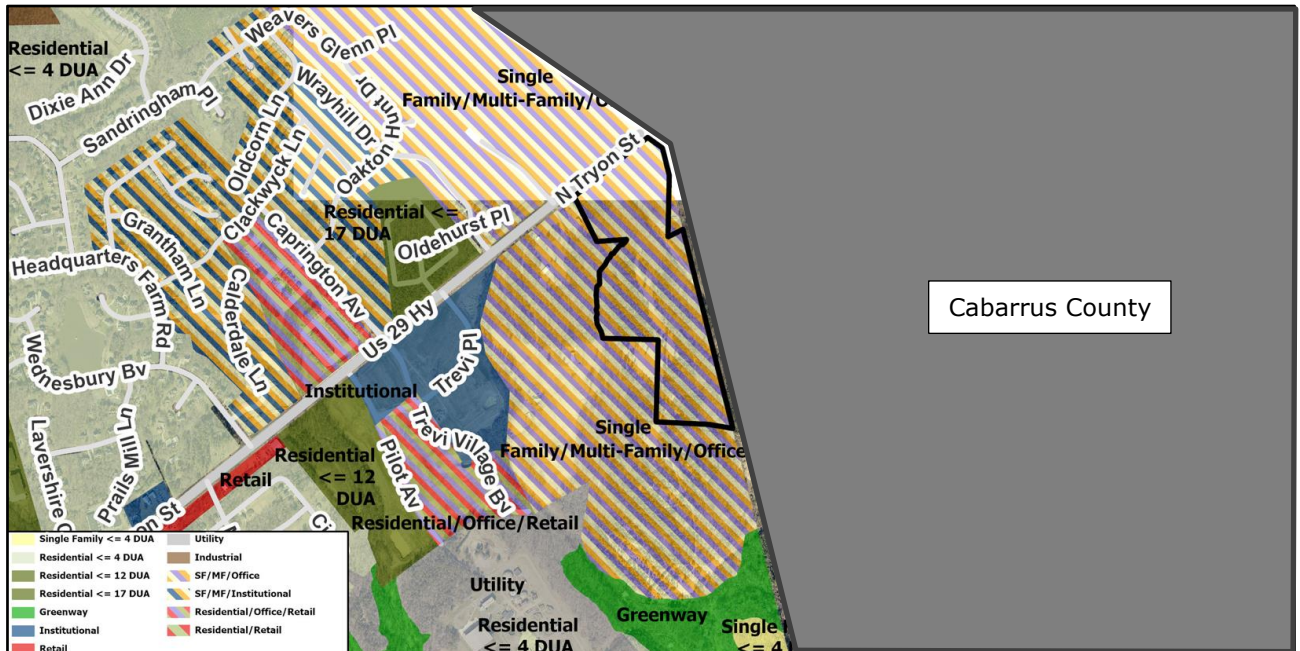 Residential
<= 4 DUA
Dixie Ann Dr
Sandringham Pl
Weavers Glenn Pl
Wrayhill Dr
Hunt Dr
Oakton
Oldcorn Ln
Clackwyck Ln
Single
Family/Multi-Family/O
N Tryon St
Residential <=
17 DUA
Oldehurst Pl
Caprington Av
Grantham Ln
Headquarters Farm Rd
Calderdale Ln
Us 29 Hy
Cabarrus County
Wednesbury Bv
Trevi Pl
Institutional
Prails Mill Ln
Lavershire
Retail
Residential
<= 12
DUA
Pilot Av
Trevi Village Bv
Single
Family/Multi-Family/Office
on St
Ci
Residential/Office/Retail
Utility
Greenway
Residential
<= 4 DUA
Single
<= 4
Single Family <= 4 DUA
Residential <= 4 DUA
Residential <= 12 DUA
Residential <= 17 DUA
Greenway
Institutional
Retail
Utility
Industrial
SF/MF/Office
SF/MF/Institutional
Residential/Office/Retail
Residential/Retail